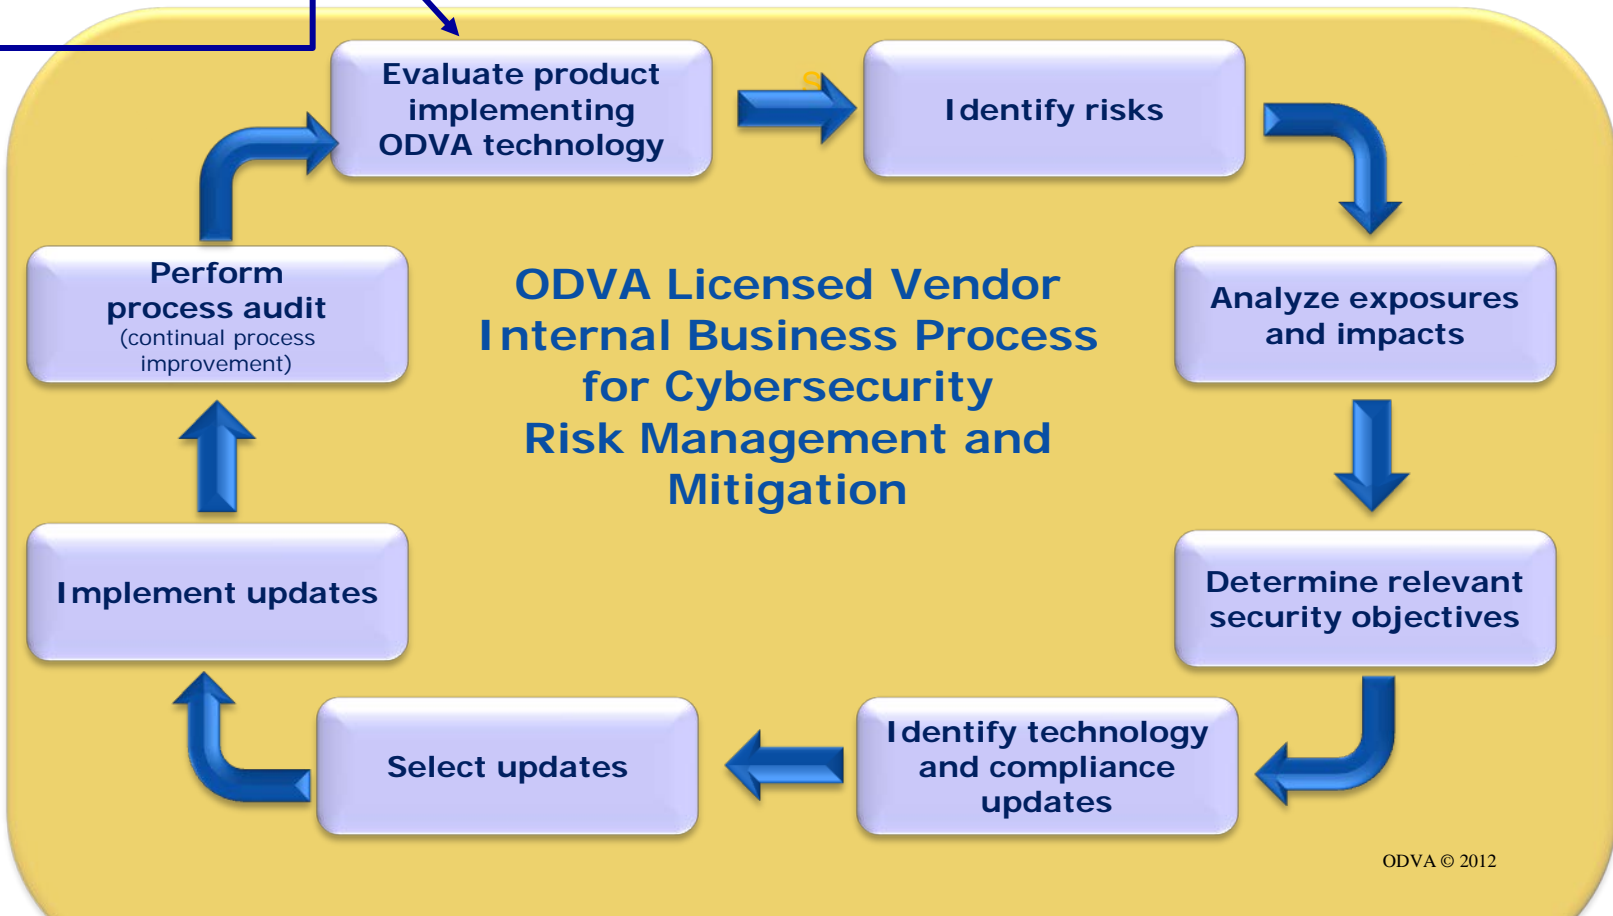 Evaluate product
implementing
ODVA technology
s
Identify risks
Analyze exposures
and impacts
Determine relevant
security objectives
Identify technology
and compliance
updates
Select updates
Implement updates
Perform
process audit
(continual process
improvement)
ODVA Licensed Vendor
Internal Business Process
for Cybersecurity
Risk Management and
Mitigation
ODVA © 2012